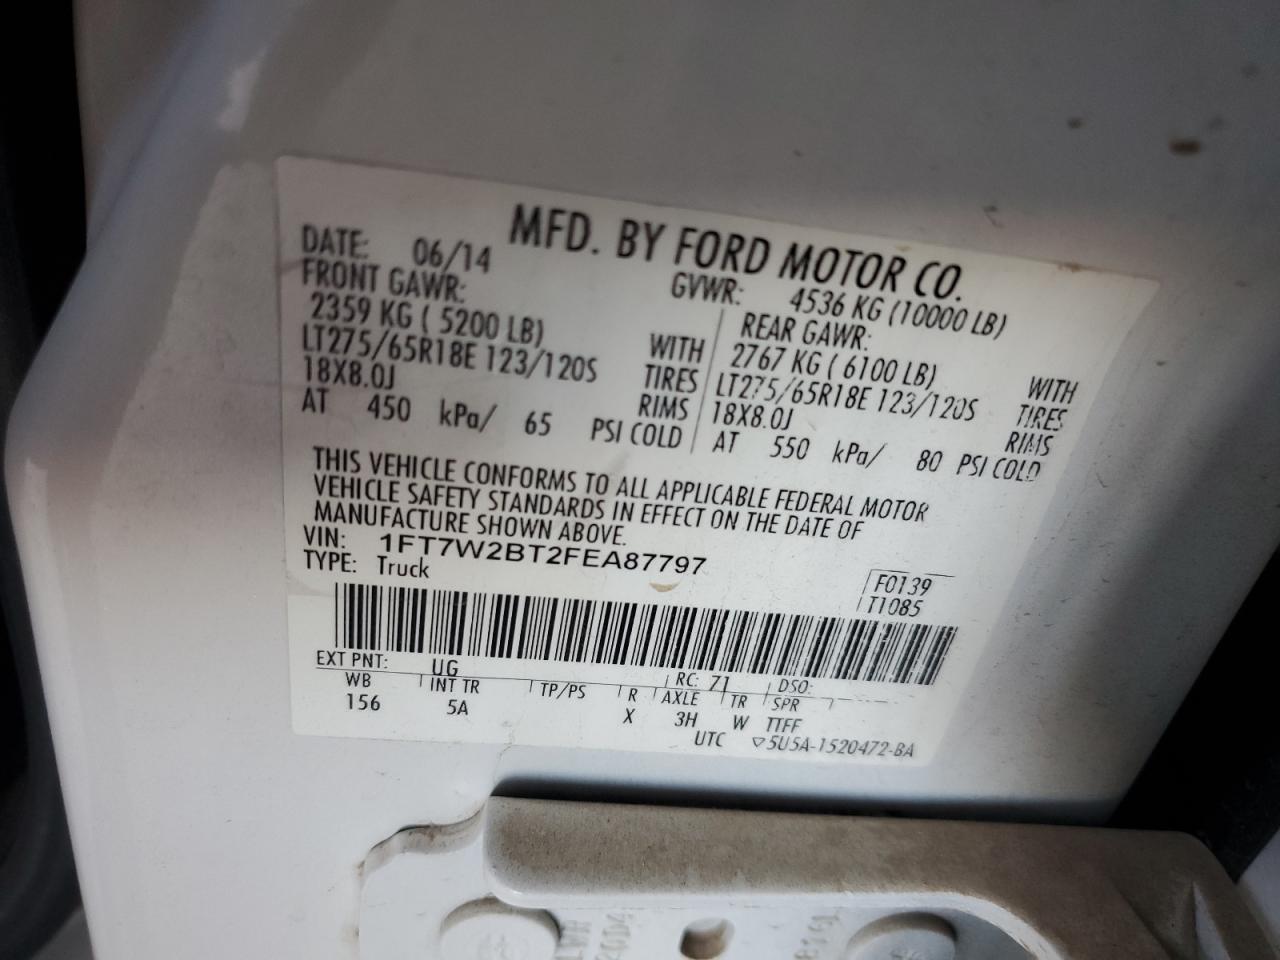 MFD. BY FORD MOTOR CO.
DATE: 06/14
GVWR: 4536 KG (10000 LB)
FRONT GAWR:
2359 KG ( 5200 LB) WITH
LT275/65R18E 123/120S TIRES
18X8.0J RIMS
AT 450 kPa/ 65 PSI COLD
REAR GAWR:
2767 KG ( 6100 LB) WITH
LT275/65R18E 123/120S TIRES
18X8.0J RIMS
AT 550 kPa/ 80 PSI COLD
THIS VEHICLE CONFORMS TO ALL APPLICABLE FEDERAL MOTOR
VEHICLE SAFETY STANDARDS IN EFFECT ON THE DATE OF
MANUFACTURE SHOWN ABOVE.
VIN: 1FT7W2BT2FEA87797
TYPE: Truck
F0139
T1085
EXT PNT: UG RC: 71 DSO:
WB INT TR TP/PS R AXLE TR SPR
156 5A X 3H W TTFF
UTC ▽5U5A-1520472-BA